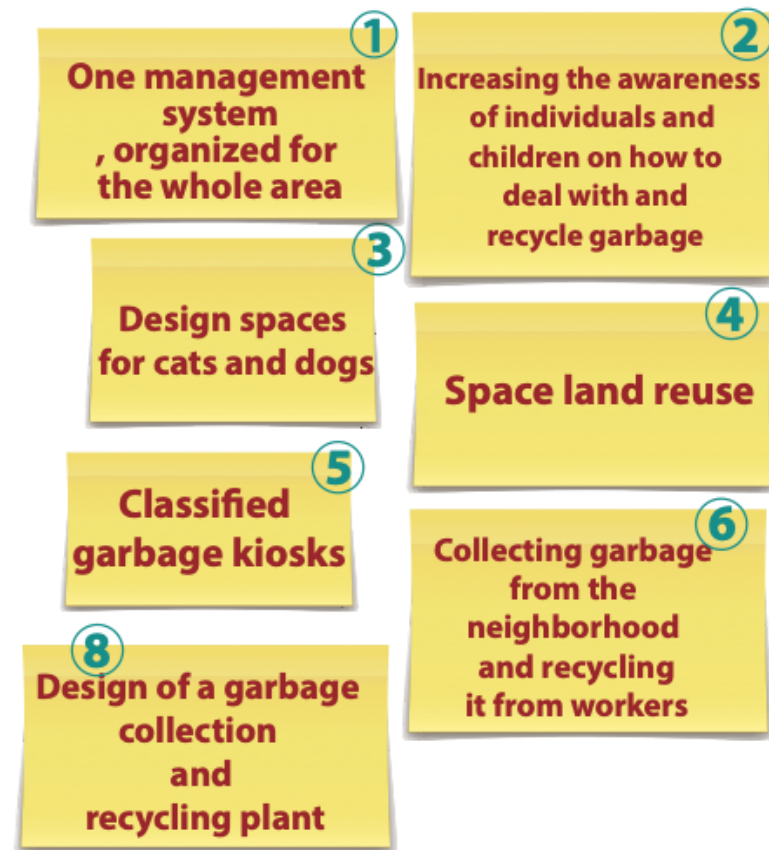 1
One management
system
, organized for
the whole area
2
Increasing the awareness
of individuals and
children on how to
deal with and
recycle garbage
3
Design spaces
for cats and dogs
4
Space land reuse
5
Classified
garbage kiosks
6
Collecting garbage
from the
neighborhood
and recycling
it from workers
8
Design of a garbage
collection
and
recycling plant